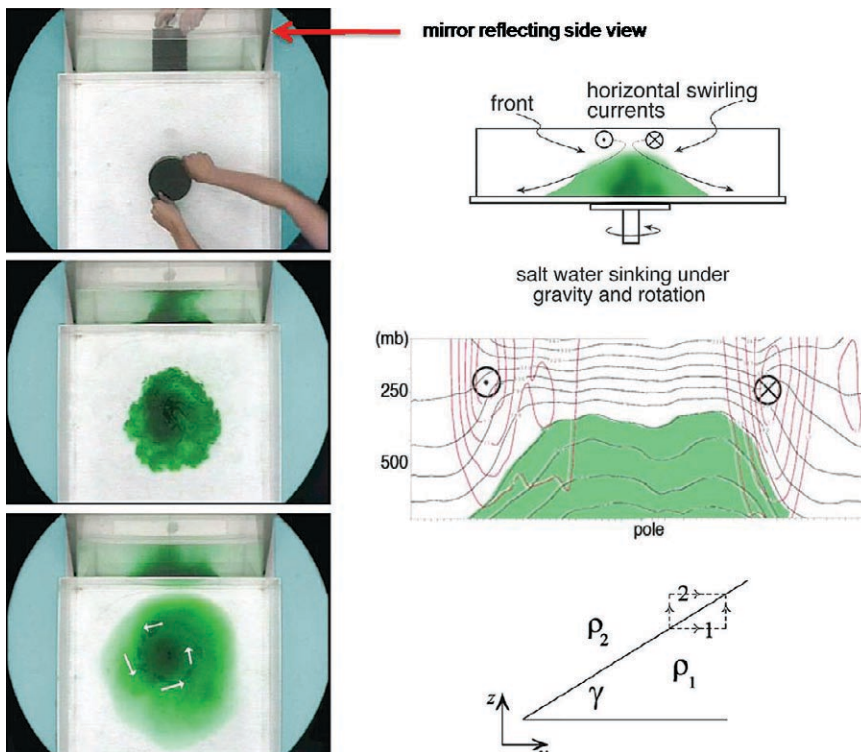 mirror reflecting side view
front
horizontal swirling
currents
salt water sinking under
gravity and rotation
(mb)
250
500
pole
2
1
ρ₂
ρ₁
γ
z